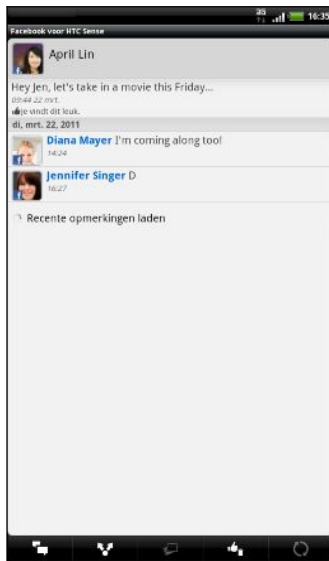 3G
16:35
Facebook voor HTC Sense
April Lin
Hey Jen, let's take in a movie this Friday...
09:44 22 mrt.
Je vindt dit leuk.
di, mrt. 22, 2011
Diana Mayer I'm coming along too!
14:24
Jennifer Singer D
16:27
Recente opmerkingen laden